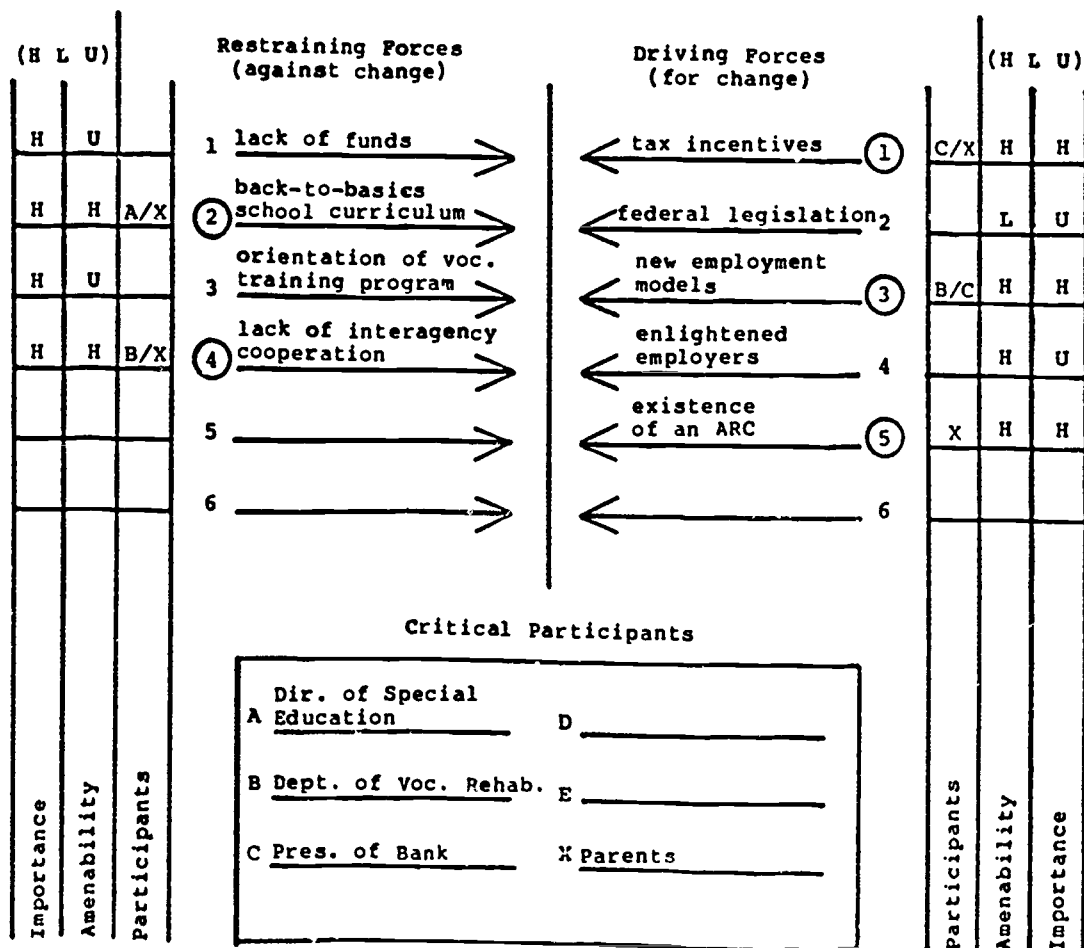 (H L U)
Restraining Forces
(against change)
Driving Forces
(for change)
(H L U)
H U 1 lack of funds
tax incentives 1 C/X H H
H H A/X 2 back-to-basics
school curriculum
federal legislation 2 L U
H U 3 orientation of voc.
training program
new employment
models 3 B/C H H
H H B/X 4 lack of interagency
cooperation
enlightened
employers 4 H U
5
existence
of an ARC 5 X H H
6
6
Critical Participants
A Dir. of Special
Education
D
B Dept. of Voc. Rehab.
E
C Pres. of Bank
X Parents
Importance
Amenability
Participants
Participants
Amenability
Importance